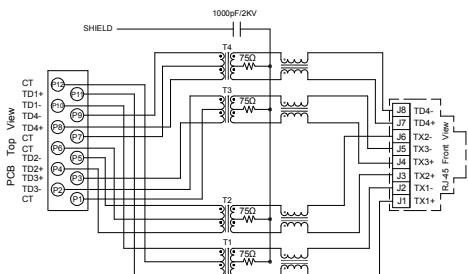 1000pF/2KV
SHIELD
T4
75Ω
T3
75Ω
T2
75Ω
T1
75Ω
PCB Top View
CT P12
TD1+ P11
TD1- P10
TD4- P9
TD4+ P8
CT P7
CT P6
TD2- P5
TD2+ P4
TD3+ P3
TD3- P2
CT P1
J8 TD4-
J7 TD4+
J6 TX2-
J5 TX3-
J4 TX3+
J3 TX2+
J2 TX1-
J1 TX1+
RJ-45 Front View